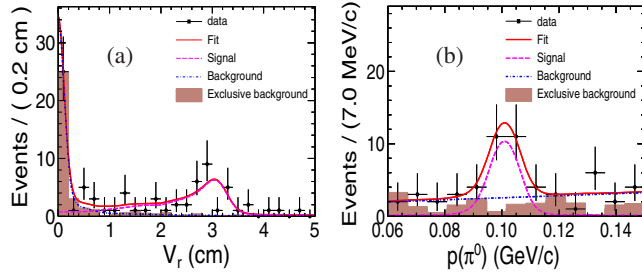 Events / ( 0.2 cm)
30
20
10
0
(a)
data
Fit
Signal
Background
Exclusive background
0 1 2 3 4 5
V_r (cm)
Events / (7.0 MeV/c)
30
20
10
0
(b)
data
Fit
Signal
Background
Exclusive background
0.06 0.08 0.10 0.12 0.14
p(π⁰) (GeV/c)